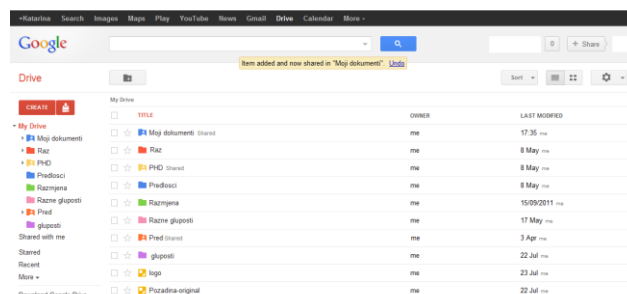 +Katarina Search Images Maps Play YouTube News Gmail Drive Calendar More
Google
0 + Share
Item added and now shared in "Moji dokumenti". Undo
Drive
Sort
My Drive
CREATE
TITLE OWNER LAST MODIFIED
My Drive
Moji dokumenti
Raz
PHD
Predlosci
Razmjena
Razne gluposti
Pred
gluposti
Shared with me
Starred
Recent
More
Download Google Drive
Moji dokumenti Shared me 17:35 me
Raz me 8 May me
PHD Shared me 8 May me
Predlosci me 8 May me
Razmjena me 15/09/2011 me
Razne gluposti me 17 May me
Pred Shared me 3 Apr me
gluposti me 22 Jul me
logo me 23 Jul me
Pozadina-original me 22 Jul me